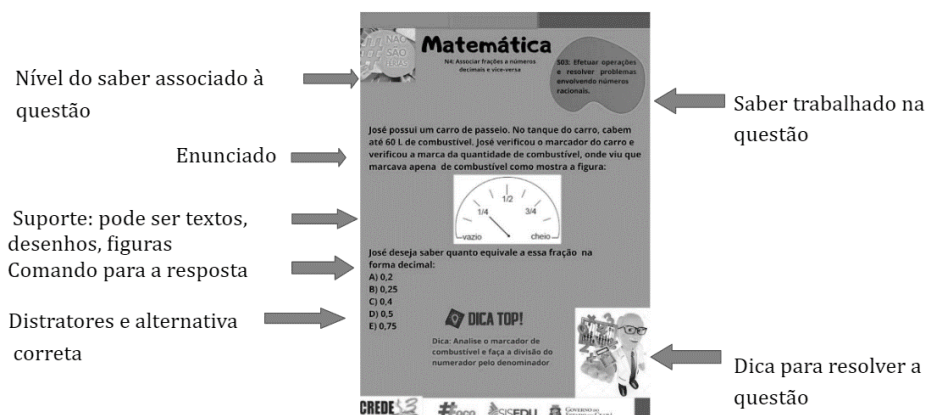 Nível do saber associado à
questão
Enunciado
Suporte: pode ser textos,
desenhos, figuras
Comando para a resposta
Distratores e alternativa
correta
Matemática
N4: Associar frações a números
decimais e vice-versa
S03: Efetuar operações
e resolver problemas
envolvendo números
racionais.
José possui um carro de passeio. No tanque do carro, cabem
até 60 L de combustível. José verificou o marcador do carro e
verificou a marca da quantidade de combustível, onde viu que
marcava apena de combustível como mostra a figura:
1/4
1/2
3/4
vazio
cheio
José deseja saber quanto equivale a essa fração na
forma decimal:
A) 0,2
B) 0,25
C) 0,4
D) 0,5
E) 0,75
DICA TOP!
Dica: Analise o marcador de
combustível e faça a divisão do
numerador pelo denominador
CREDE
SISEDU
Governo do
Saber trabalhado na
questão
Dica para resolver a
questão